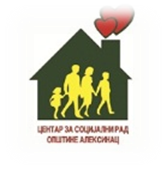 ЦЕНТАР ЗА СОЦИЈАЛНИ РАД
ОПШТИНЕ АЛЕКСИНАЦ